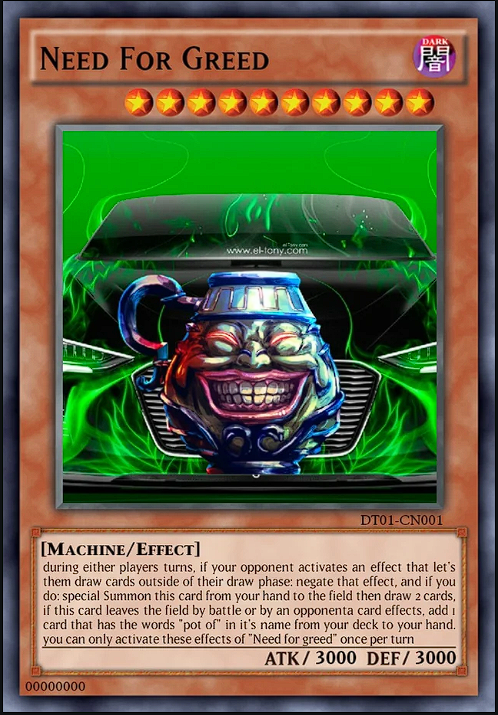 Need For Greed
DARK
闇
elTony.com
www.el-tony.com
DT01-CN001
[Machine/Effect]
during either players turns, if your opponent activates an effect that let's
them draw cards outside of their draw phase: negate that effect, and if you
do: special Summon this card from your hand to the field then draw 2 cards,
if this card leaves the field by battle or by an opponenta card effects, add 1
card that has the words "pot of" in it's name from your deck to your hand.
you can only activate these effects of "Need for greed" once per turn
ATK/ 3000 DEF/ 3000
00000000